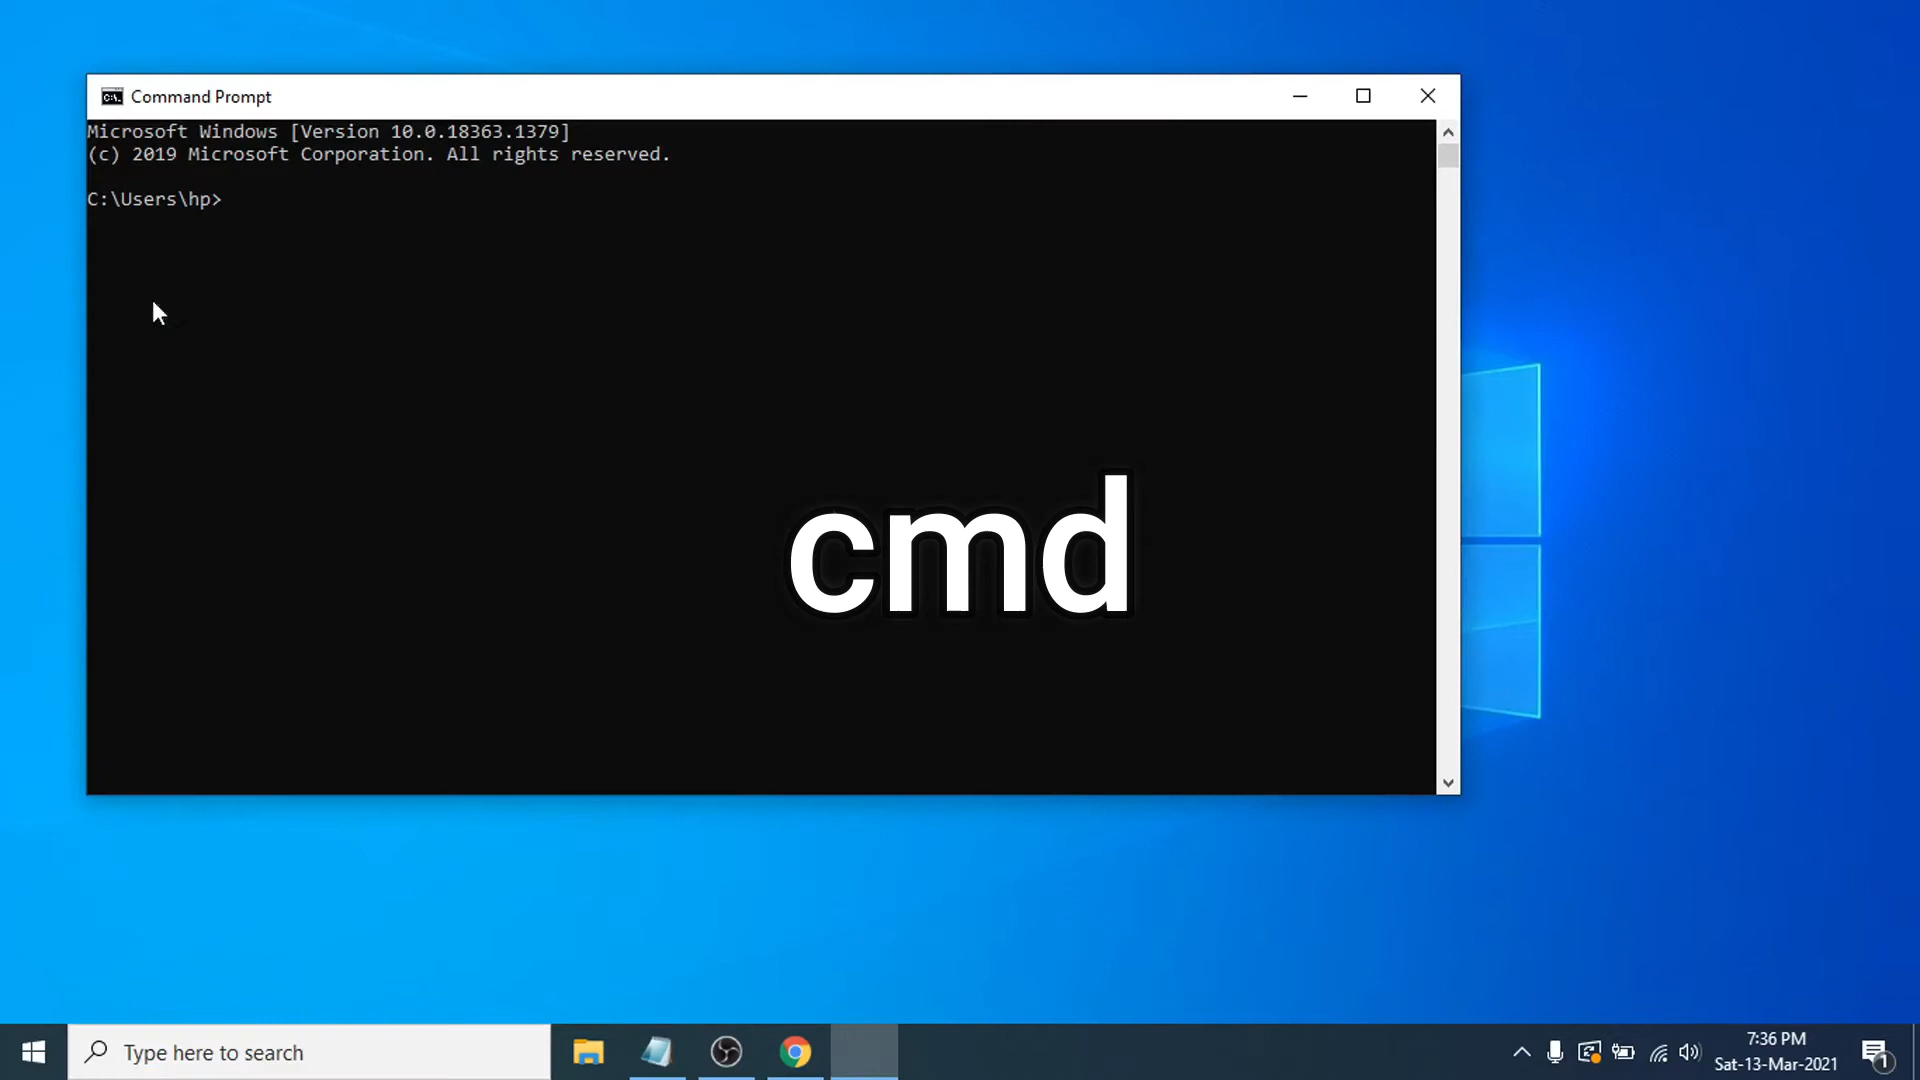 Command Prompt
Microsoft Windows [Version 10.0.18363.1379]
(c) 2019 Microsoft Corporation. All rights reserved.
C:\Users\hp>
cmd
Type here to search
7:36 PM
Sat-13-Mar-2021
1